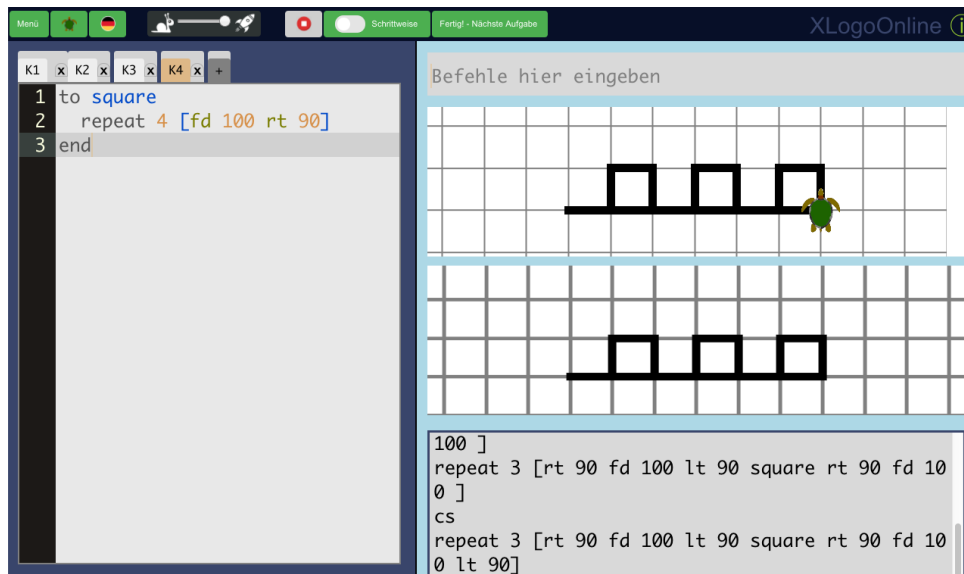 Menü Schrittweise Fertig! - Nächste Aufgabe XLogoOnline
K1 x K2 x K3 x K4 x +
Befehle hier eingeben
1 to square
2 repeat 4 [fd 100 rt 90]
3 end
100 ]
repeat 3 [rt 90 fd 100 lt 90 square rt 90 fd 10
0 ]
cs
repeat 3 [rt 90 fd 100 lt 90 square rt 90 fd 10
0 lt 90]